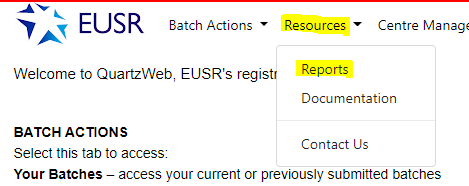 EUSR Batch Actions Resources Centre Manage
Welcome to QuartzWeb, EUSR's registr
Reports
Documentation
Contact Us
BATCH ACTIONS
Select this tab to access:
Your Batches – access your current or previously submitted batches